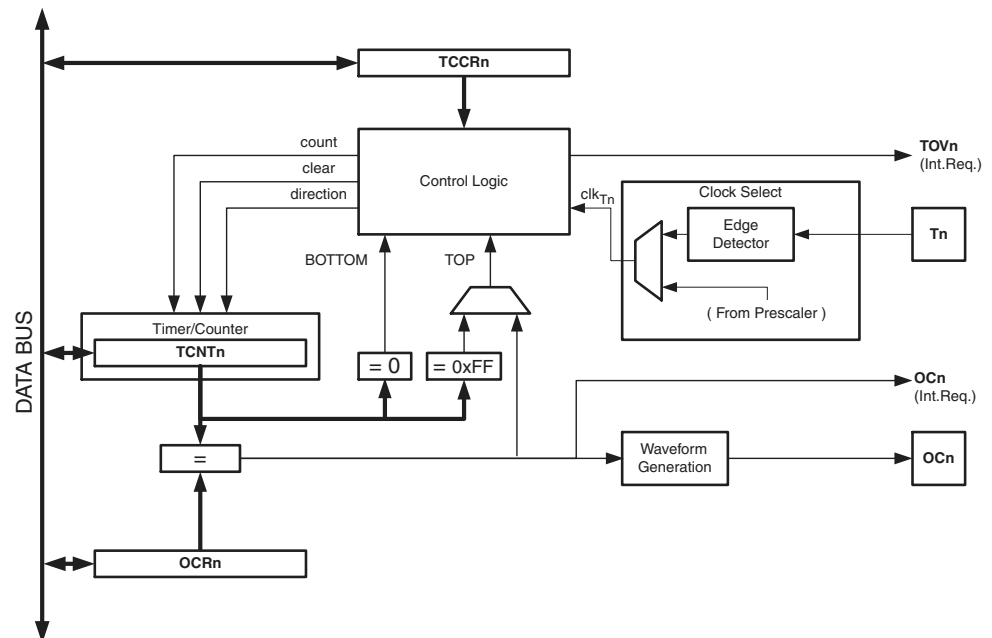 TCCRn
count
clear
direction
Control Logic
TOVn
(Int.Req.)
clkTn
Clock Select
Edge
Detector
Tn
( From Prescaler )
BOTTOM
TOP
Timer/Counter
TCNTn
= 0
= 0xFF
DATA BUS
OCn
(Int.Req.)
=
Waveform
Generation
OCn
OCRn